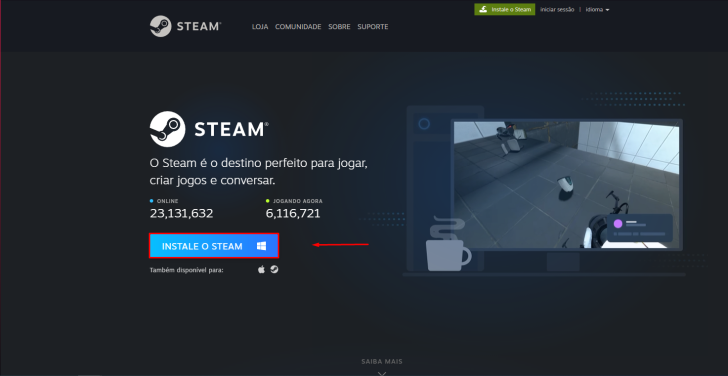 Instale o Steam
iniciar sessão | idioma
STEAM®
LOJA COMUNIDADE SOBRE SUPORTE
STEAM®
O Steam é o destino perfeito para jogar,
criar jogos e conversar.
ONLINE
23,131,632
JOGANDO AGORA
6,116,721
INSTALE O STEAM
Também disponível para:
SAIBA MAIS